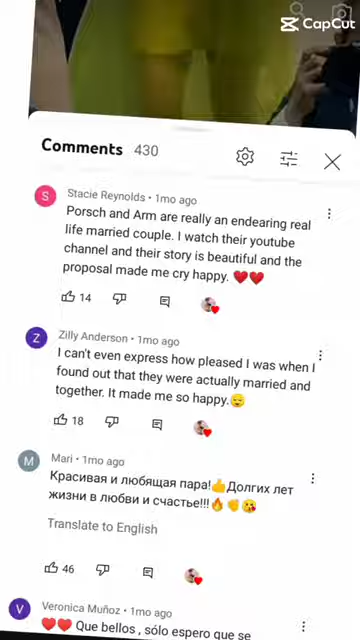 CapCut
Comments 430
Stacie Reynolds • 1mo ago
Porsch and Arm are really an endearing real
life married couple. I watch their youtube
channel and their story is beautiful and the
proposal made me cry happy. ❤️❤️
14
Zilly Anderson • 1mo ago
I can't even express how pleased I was when I
found out that they were actually married and
together. It made me so happy.😌
18
Mari • 1mo ago
Красивая и любящая пара!👍Долгих лет
жизни в любви и счастье!!!🔥👏😘
Translate to English
46
Veronica Muñoz • 1mo ago
♥️♥️ Que bellos , sólo espero que se